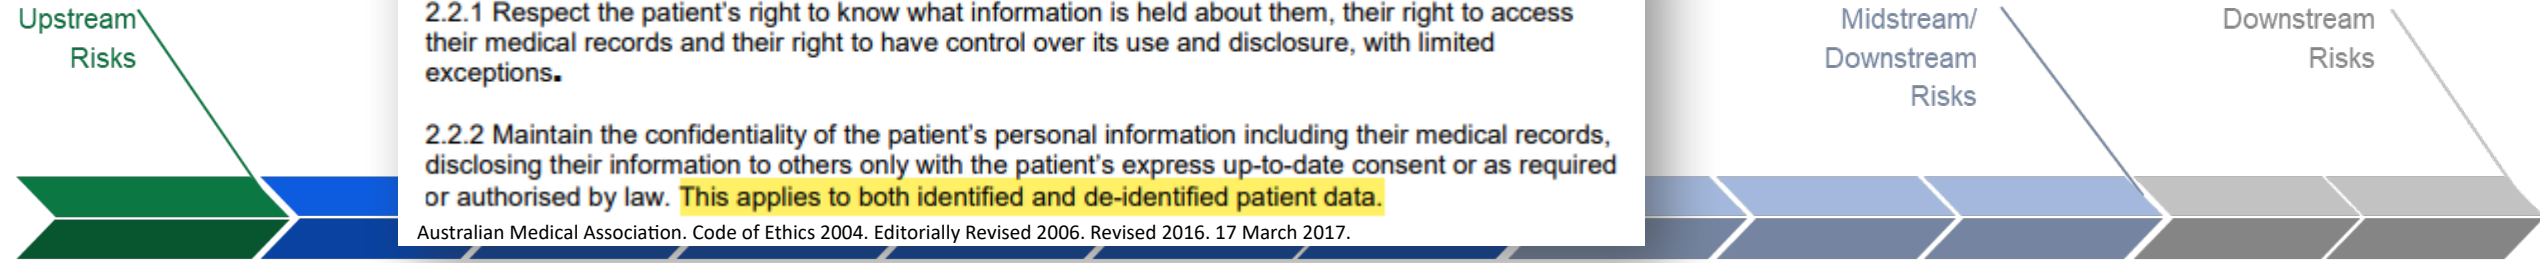 Upstream
Risks
2.2.1 Respect the patient's right to know what information is held about them, their right to access
their medical records and their right to have control over its use and disclosure, with limited
exceptions.
2.2.2 Maintain the confidentiality of the patient's personal information including their medical records,
disclosing their information to others only with the patient's express up-to-date consent or as required
or authorised by law. This applies to both identified and de-identified patient data.
Australian Medical Association. Code of Ethics 2004. Editorially Revised 2006. Revised 2016. 17 March 2017.
Midstream/
Downstream
Risks
Downstream
Risks